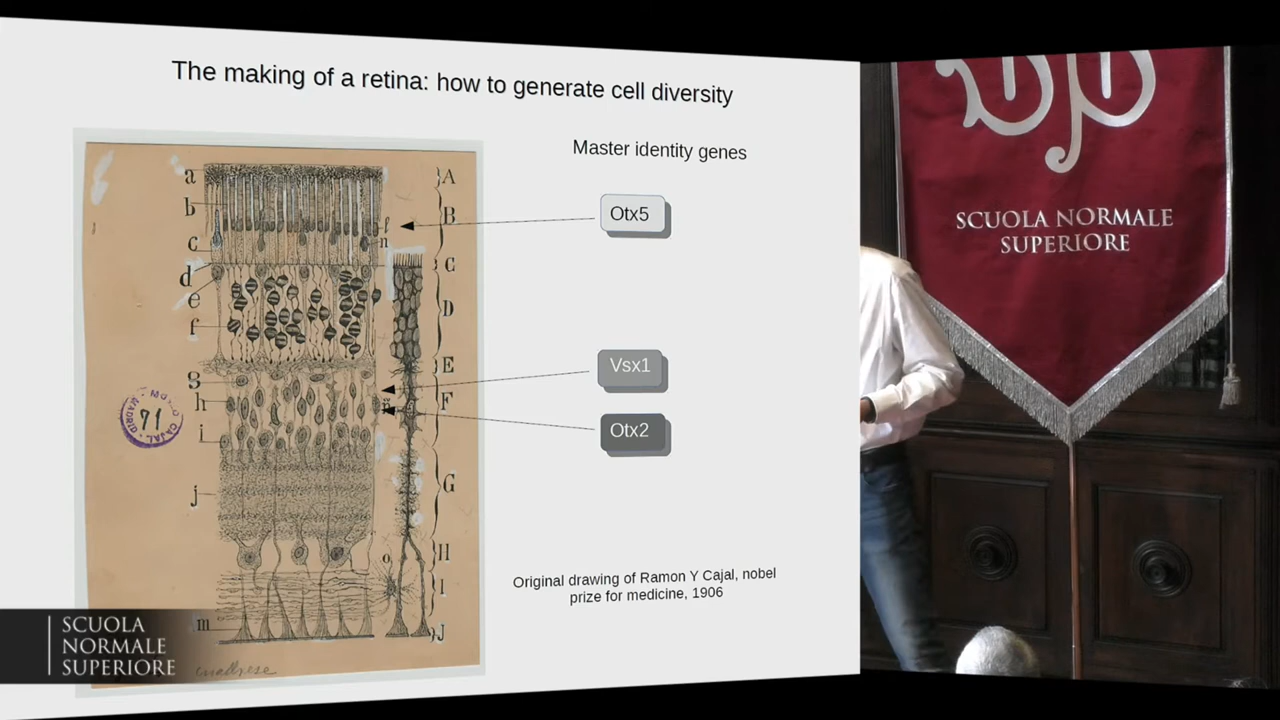 The making of a retina: how to generate cell diversity
Master identity genes
Otx5
Vsx1
Otx2
Original drawing of Ramon Y Cajal, nobel
prize for medicine, 1906
a
b
c
d
e
f
g
h
i
j
m
A
B
C
D
E
F
G
H
I
J
l
n
o
71
SCUOLA
NORMALE
SUPERIORE
SCUOLA NORMALE
SUPERIORE